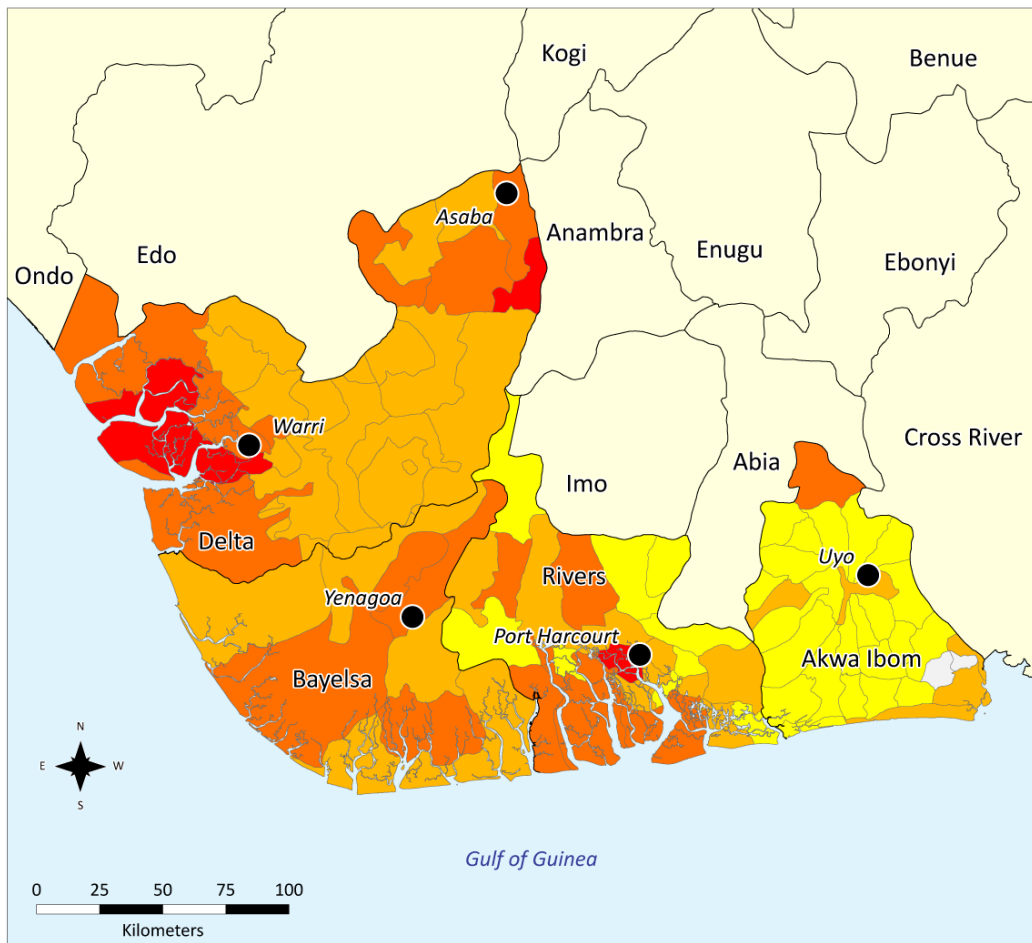 Kogi
Benue
Asaba
Anambra
Edo
Enugu
Ebonyi
Ondo
Warri
Cross River
Abia
Imo
Delta
Uyo
Rivers
Yenagoa
Port Harcourt
Akwa Ibom
Bayelsa
N
E W
S
Gulf of Guinea
0 25 50 75 100
Kilometers